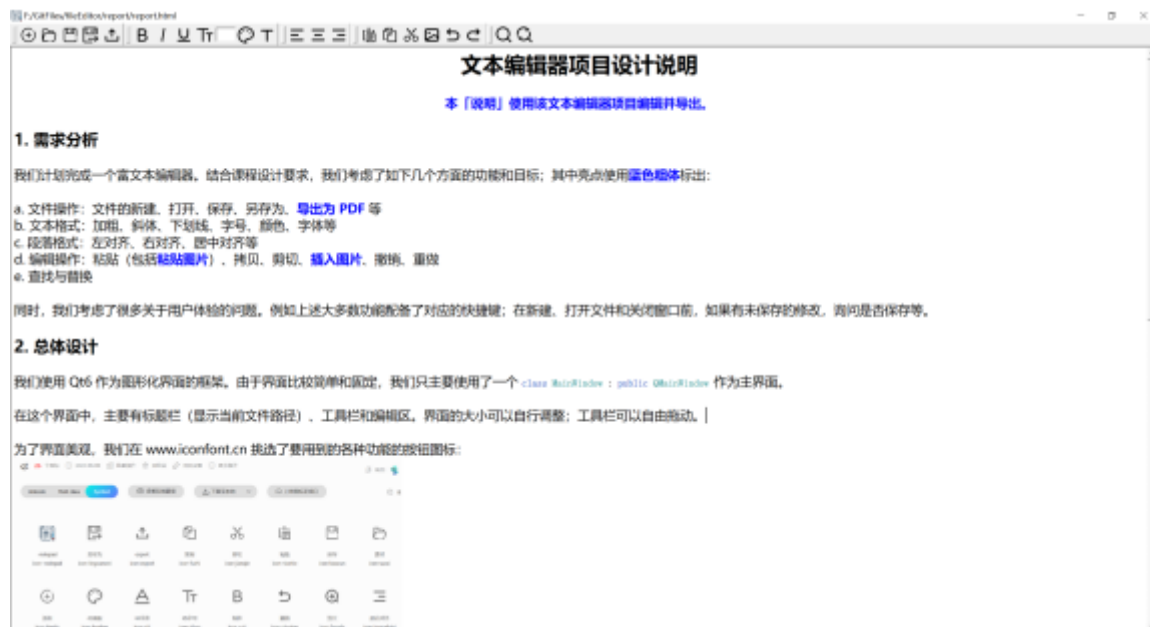 F:/GitFiles/fileEditor/report/report.html
文本编辑器项目设计说明
本「说明」使用该文本编辑器项目编辑并导出。
1. 需求分析
我们计划完成一个富文本编辑器。结合课程设计要求，我们考虑了如下几个方面的功能和目标；其中亮点使用蓝色粗体标出：
a. 文件操作：文件的新建、打开、保存、另存为、导出为 PDF 等
b. 文本格式：加粗、斜体、下划线、字号、颜色、字体等
c. 段落格式：左对齐、右对齐、居中对齐等
d. 编辑操作：粘贴（包括粘贴图片）、拷贝、剪切、插入图片、撤销、重做
e. 查找与替换
同时，我们考虑了很多关于用户体验的问题。例如上述大多数功能配备了对应的快捷键；在新建、打开文件和关闭窗口前，如果有未保存的修改，询问是否保存等。
2. 总体设计
我们使用 Qt6 作为图形化界面的框架。由于界面比较简单和固定，我们只主要使用了一个 class MainWindow : public QMainWindow 作为主界面。
在这个界面中，主要有标题栏（显示当前文件路径）、工具栏和编辑区。界面的大小可以自行调整；工具栏可以自由拖动。
为了界面美观，我们在 www.iconfont.cn 挑选了要用到的各种功能的按钮图标：